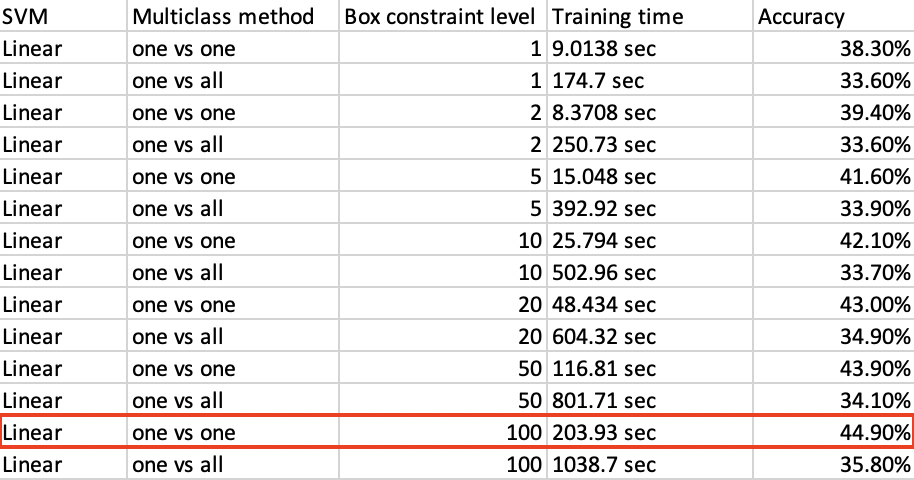 SVM Multiclass method Box constraint level Training time Accuracy
Linear one vs one 1 9.0138 sec 38.30%
Linear one vs all 1 174.7 sec 33.60%
Linear one vs one 2 8.3708 sec 39.40%
Linear one vs all 2 250.73 sec 33.60%
Linear one vs one 5 15.048 sec 41.60%
Linear one vs all 5 392.92 sec 33.90%
Linear one vs one 10 25.794 sec 42.10%
Linear one vs all 10 502.96 sec 33.70%
Linear one vs one 20 48.434 sec 43.00%
Linear one vs all 20 604.32 sec 34.90%
Linear one vs one 50 116.81 sec 43.90%
Linear one vs all 50 801.71 sec 34.10%
Linear one vs one 100 203.93 sec 44.90%
Linear one vs all 100 1038.7 sec 35.80%